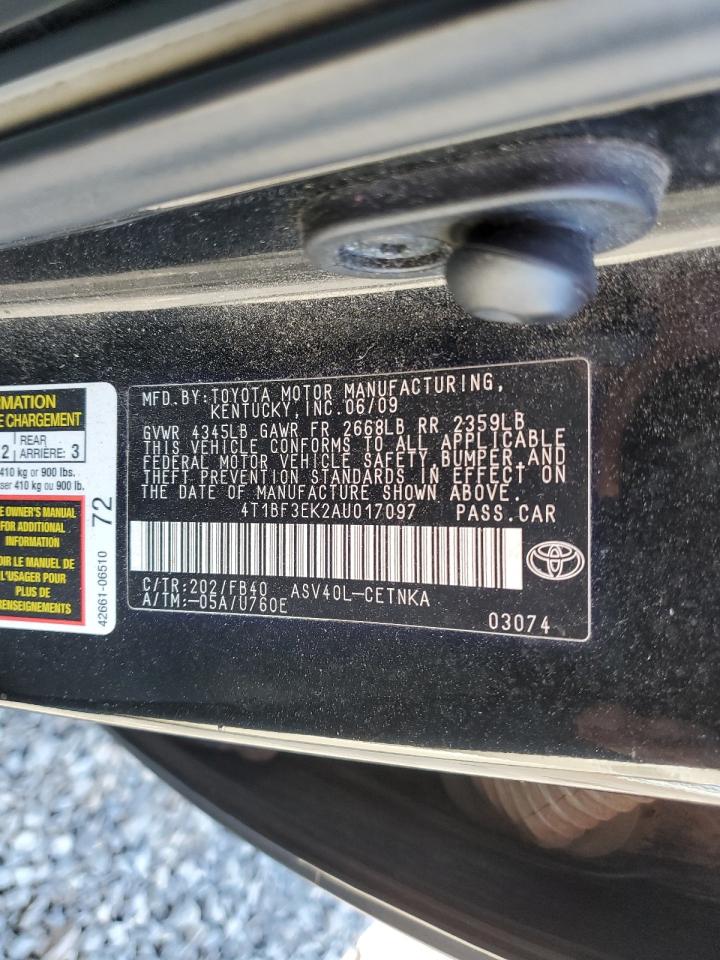 MFD.BY:TOYOTA MOTOR MANUFACTURING,
KENTUCKY, INC.06/09
GVWR 4345LB GAWR FR 2668LB RR 2359LB
THIS VEHICLE CONFORMS TO ALL APPLICABLE
FEDERAL MOTOR VEHICLE SAFETY,BUMPER,AND
THEFT PREVENTION STANDARDS IN EFFECT ON
THE DATE OF MANUFACTURE SHOWN ABOVE.
4T1BF3EK2AU017097 PASS.CAR
C/TR:202/FB40 ASV40L-CETNKA
A/TM:-05A/U760E
03074
MATION
CHARGEMENT
2 REAR
ARRIÈRE: 3
410 kg or 900 lbs.
ser 410 kg ou 900 lb.
E OWNER'S MANUAL
FOR ADDITIONAL
INFORMATION
OIR LE MANUEL DE
L'USAGER POUR
PLUS DE
RENSEIGNEMENTS
42661-06510 72